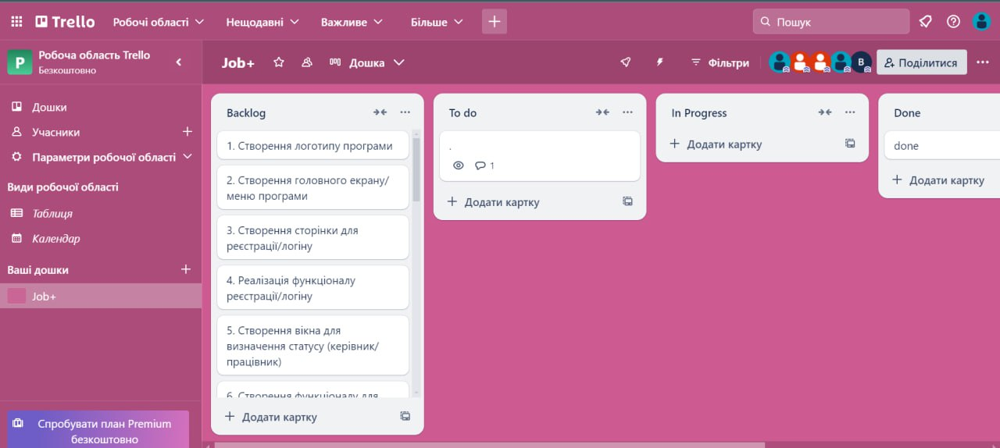 Trello
Робочі області
Нещодавні
Важливе
Більше
Пошук
P
Робоча область Trello
Безкоштовно
Job+
Дошка
Фільтри
B
Поділитися
Дошки
Учасники
Параметри робочої області
Види робочої області
Таблиця
Календар
Ваші дошки
Job+
Спробувати план Premium
безкоштовно
Backlog
1. Створення логотипу програми
2. Створення головного екрану/
меню програми
3. Створення сторінки для
реєстрації/логіну
4. Реалізація функціоналу
реєстрації/логіну
5. Створення вікна для
визначення статусу (керівник/
працівник)
6. Створення функціоналу для
Додати картку
To do
.
1
Додати картку
In Progress
Додати картку
Done
done
Додати картку